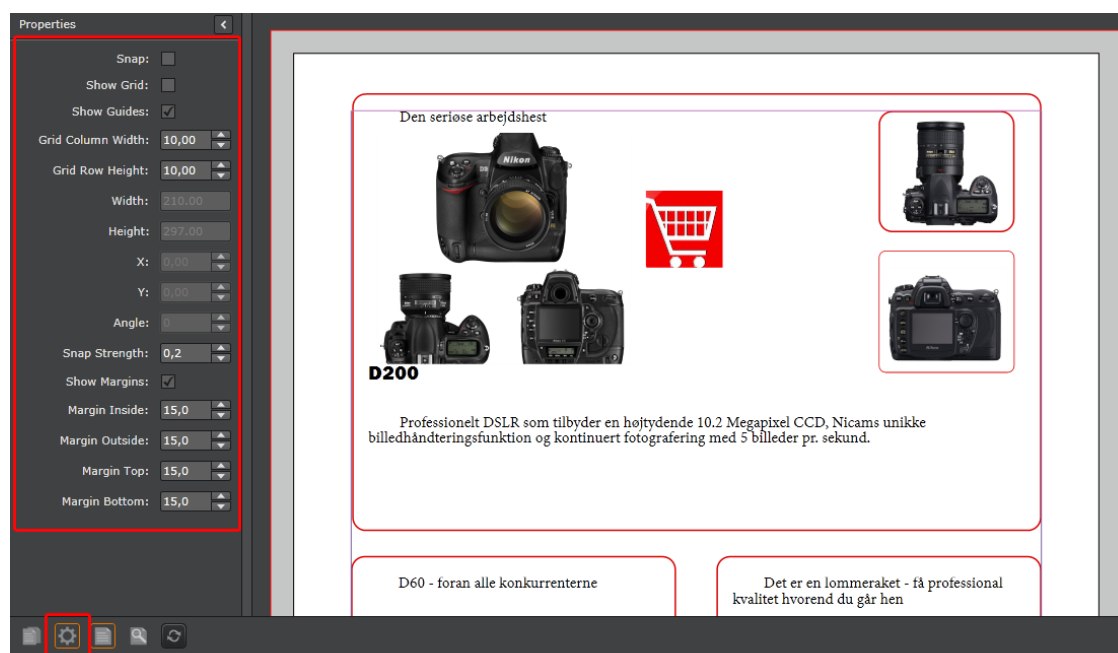 Properties
Snap:
Show Grid:
Show Guides:
Grid Column Width: 10,00
Grid Row Height: 10,00
Width: 210.00
Height: 297.00
X: 0,00
Y: 0,00
Angle: 0
Snap Strength: 0,2
Show Margins:
Margin Inside: 15,0
Margin Outside: 15,0
Margin Top: 15,0
Margin Bottom: 15,0
Den seriøse arbejdshest
Nikon
D200
Professionelt DSLR som tilbyder en højtydende 10.2 Megapixel CCD, Nicams unikke
billedhåndteringsfunktion og kontinuert fotografering med 5 billeder pr. sekund.
D60 - foran alle konkurrenterne
Det er en lommeraket - få professional
kvalitet hvorend du går hen